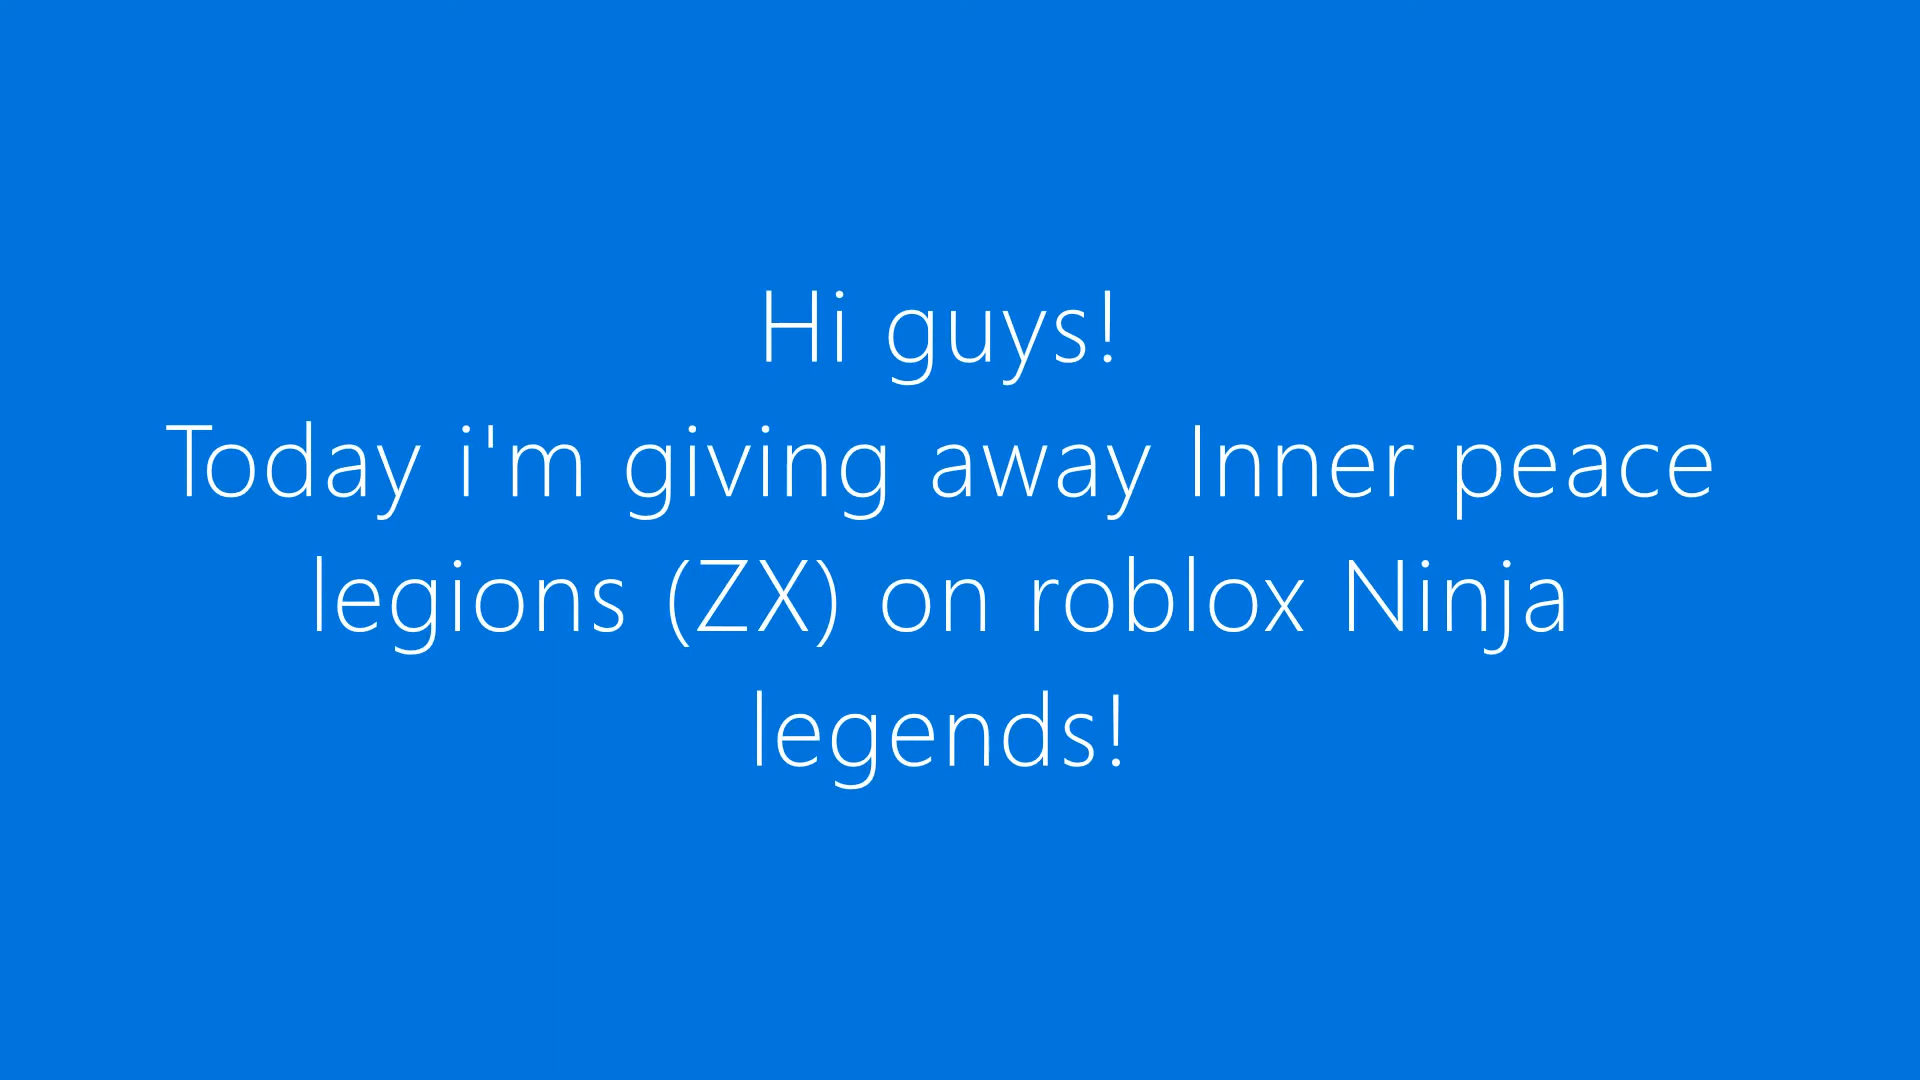 Hi guys!
Today i'm giving away Inner peace
legions (ZX) on roblox Ninja
legends!